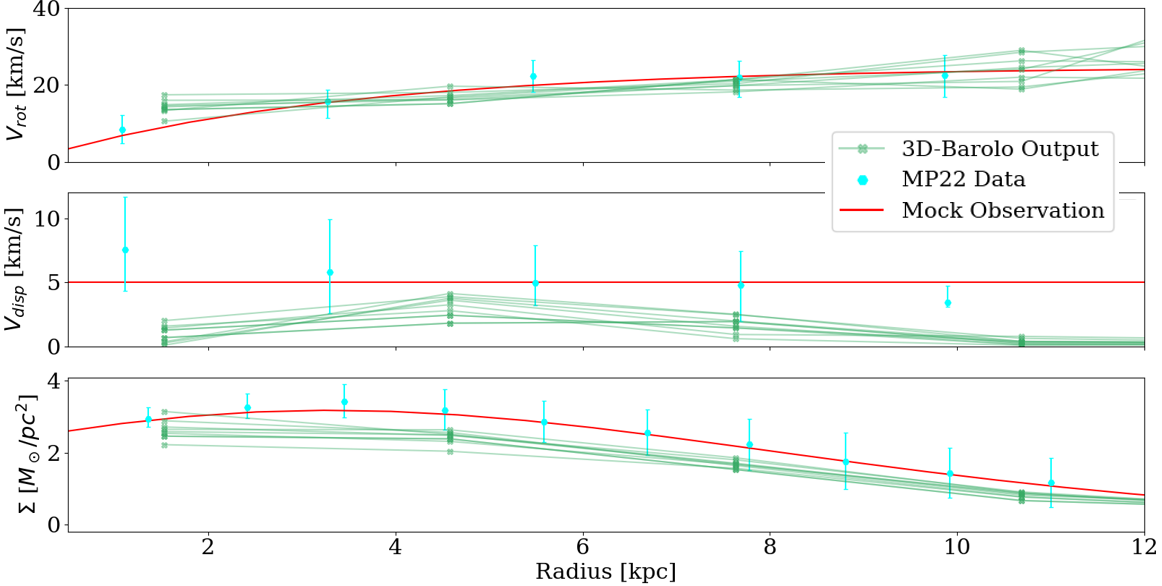 40
20
0
V_rot [km/s]
3D-Barolo Output
MP22 Data
Mock Observation
10
5
0
V_disp [km/s]
4
2
0
Σ [M⊙/pc²]
2 4 6 8 10 12
Radius [kpc]